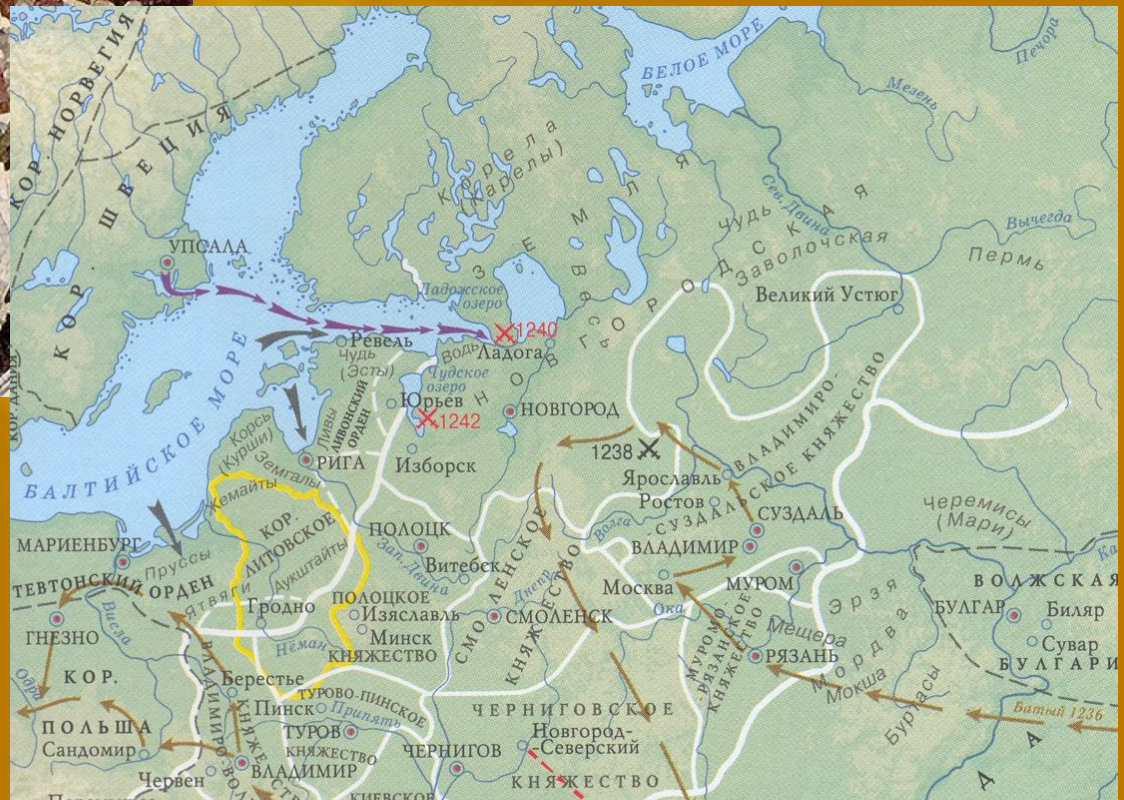 БЕЛОЕ МОРЕ
Печора
Мезень
КОР. НОРВЕГИЯ
ШВЕЦИЯ
КОР.
Корела
(Карелы)
Сев. Двина
Вычегда
Чудь
Заволочская
Пермь
НОВГОРОДСКАЯ
ЗЕМЛЯ
Весь
УПСАЛА
Ладожское
озеро
Великий Устюг
1240
Ревель
Чудь
(Эсты)
Водь
Ладога
Чудское
озеро
БАЛТИЙСКОЕ МОРЕ
Юрьев
1242
НОВГОРОД
Ливы
ЛИВОНСКИЙ
ОРДЕН
Корсь
(Курши)
Земгалы
РИГА
Изборск
1238
ВЛАДИМИРО-
-СУЗДАЛЬСКОЕ КНЯЖЕСТВО
Ярославль
Ростов
СУЗДАЛЬ
Черемисы
(Мари)
Жемайты
КОР.
ЛИТОВСКОЕ
Аукштайты
ПОЛОЦК
Зап. Двина
Витебск
Волга
ВЛАДИМИР
МАРИЕНБУРГ
Пруссы
ТЕВТОНСКИЙ ОРДЕН
Ятвяги
Гродно
ПОЛОЦКОЕ
Изяславль
Минск
КНЯЖЕСТВО
Нёман
СМОЛЕНСКОЕ
КНЯЖЕСТВО
Днепр
СМОЛЕНСК
Москва
Ока
МУРОМ
МУРОМО-
РЯЗАНСКОЕ
КНЯЖЕСТВО
Эрзя
Мещера
Мордва
Мокша
Буртасы
ВОЛЖСКАЯ
БУЛГАР
Биляр
Сувар
БУЛГАРИ
ГНЕЗНО
Висла
РЯЗАНЬ
КОР.
ПОЛЬША
Берестье
ТУРОВО-ПИНСКОЕ
Пинск
Припять
ТУРОВ
КНЯЖЕСТВО
ЧЕРНИГОВСКОЕ
Новгород-
-Северский
КНЯЖЕСТВО
Батый 1236
Сандомир
ЧЕРНИГОВ
Червен
ВЛАДИМИР
КИЕВСКОЕ
Д А